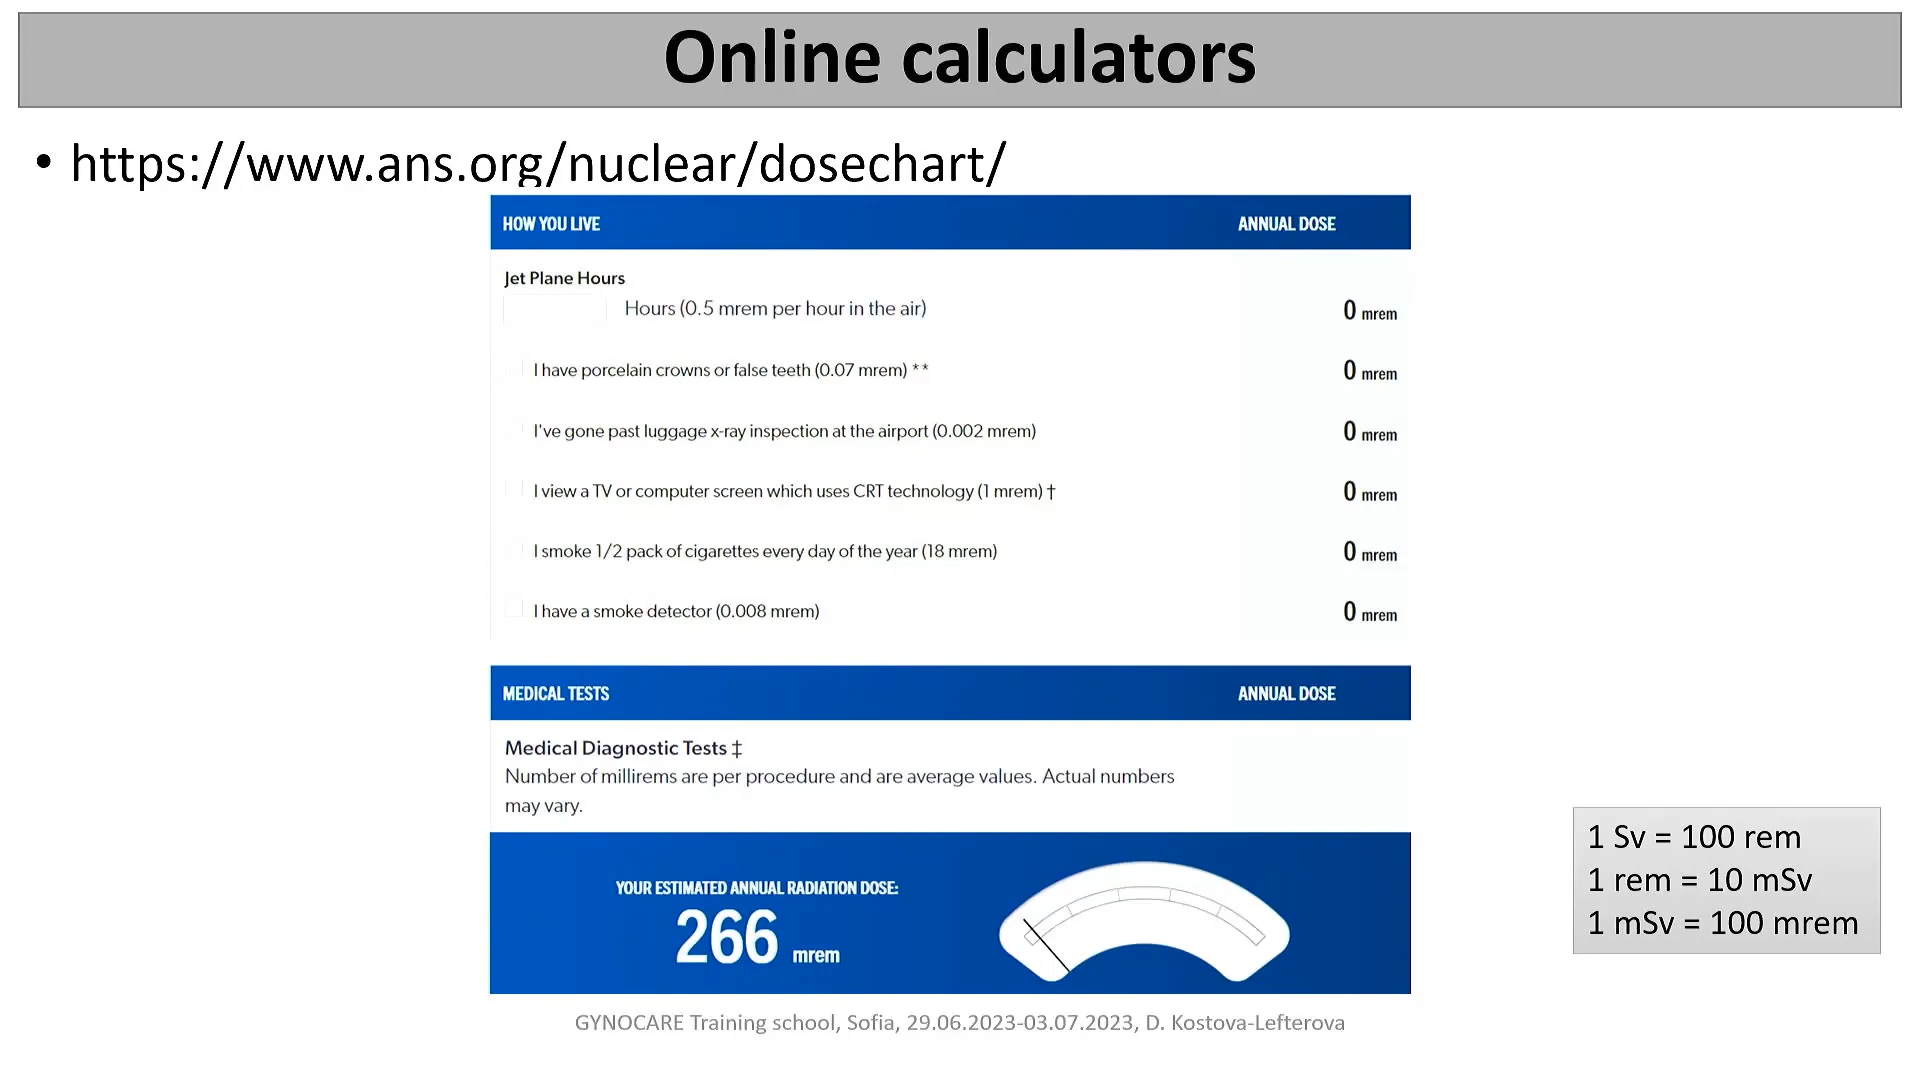 Online calculators
• https://www.ans.org/nuclear/dosechart/
HOW YOU LIVE ANNUAL DOSE
Jet Plane Hours
Hours (0.5 mrem per hour in the air) 0 mrem
I have porcelain crowns or false teeth (0.07 mrem) ** 0 mrem
I've gone past luggage x-ray inspection at the airport (0.002 mrem) 0 mrem
I view a TV or computer screen which uses CRT technology (1 mrem) † 0 mrem
I smoke 1/2 pack of cigarettes every day of the year (18 mrem) 0 mrem
I have a smoke detector (0.008 mrem) 0 mrem
MEDICAL TESTS ANNUAL DOSE
Medical Diagnostic Tests ‡
Number of millirems are per procedure and are average values. Actual numbers
may vary.
YOUR ESTIMATED ANNUAL RADIATION DOSE:
266 mrem
1 Sv = 100 rem
1 rem = 10 mSv
1 mSv = 100 mrem
GYNOCARE Training school, Sofia, 29.06.2023-03.07.2023, D. Kostova-Lefterova